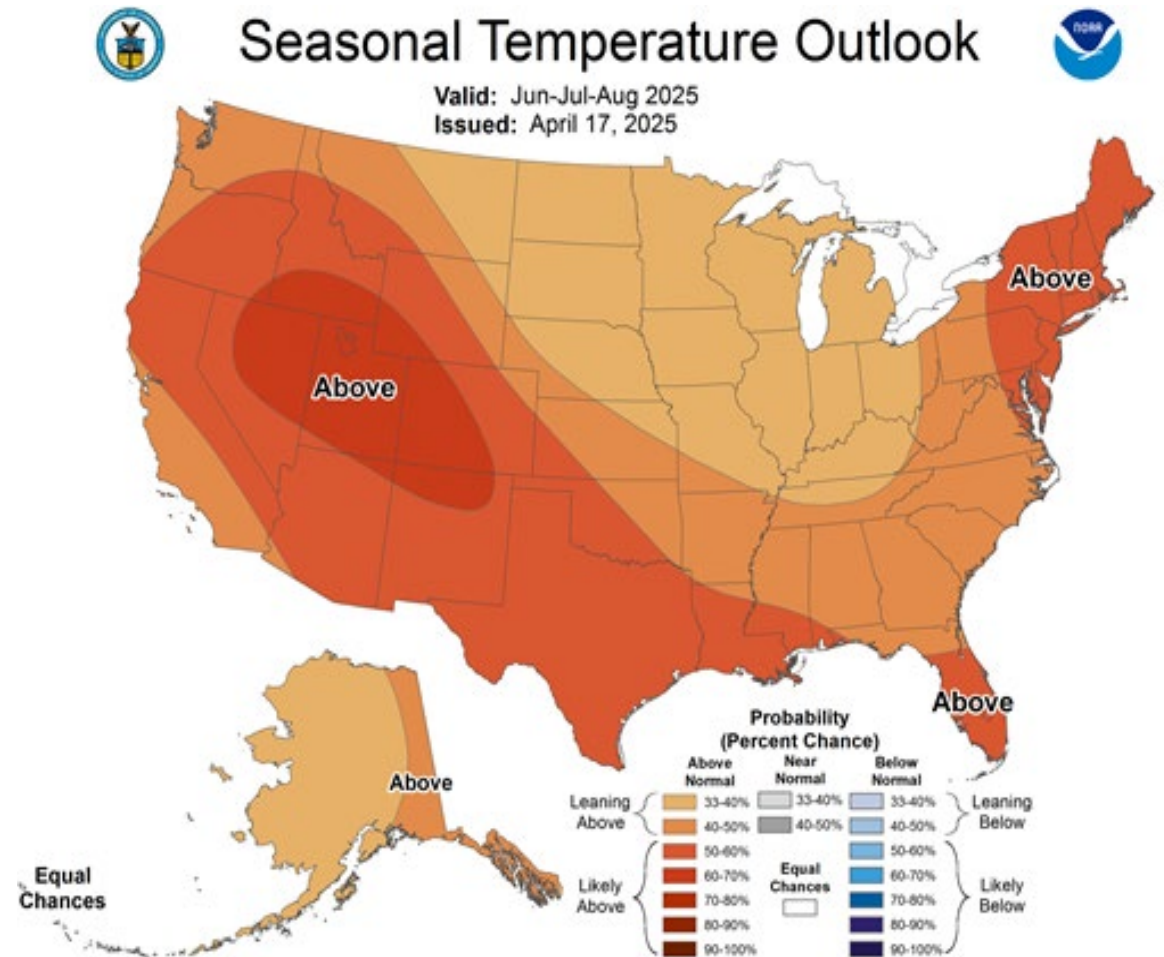 Seasonal Temperature Outlook
NOAA
Valid: Jun-Jul-Aug 2025
Issued: April 17, 2025
Above
Above
Above
Above
Equal
Chances
Probability
(Percent Chance)
Above
Normal
Near
Normal
Below
Normal
Leaning
Above
33-40%
40-50%
33-40%
40-50%
33-40%
40-50%
Leaning
Below
Likely
Above
50-60%
60-70%
70-80%
80-90%
90-100%
Equal
Chances
50-60%
60-70%
70-80%
80-90%
90-100%
Likely
Below